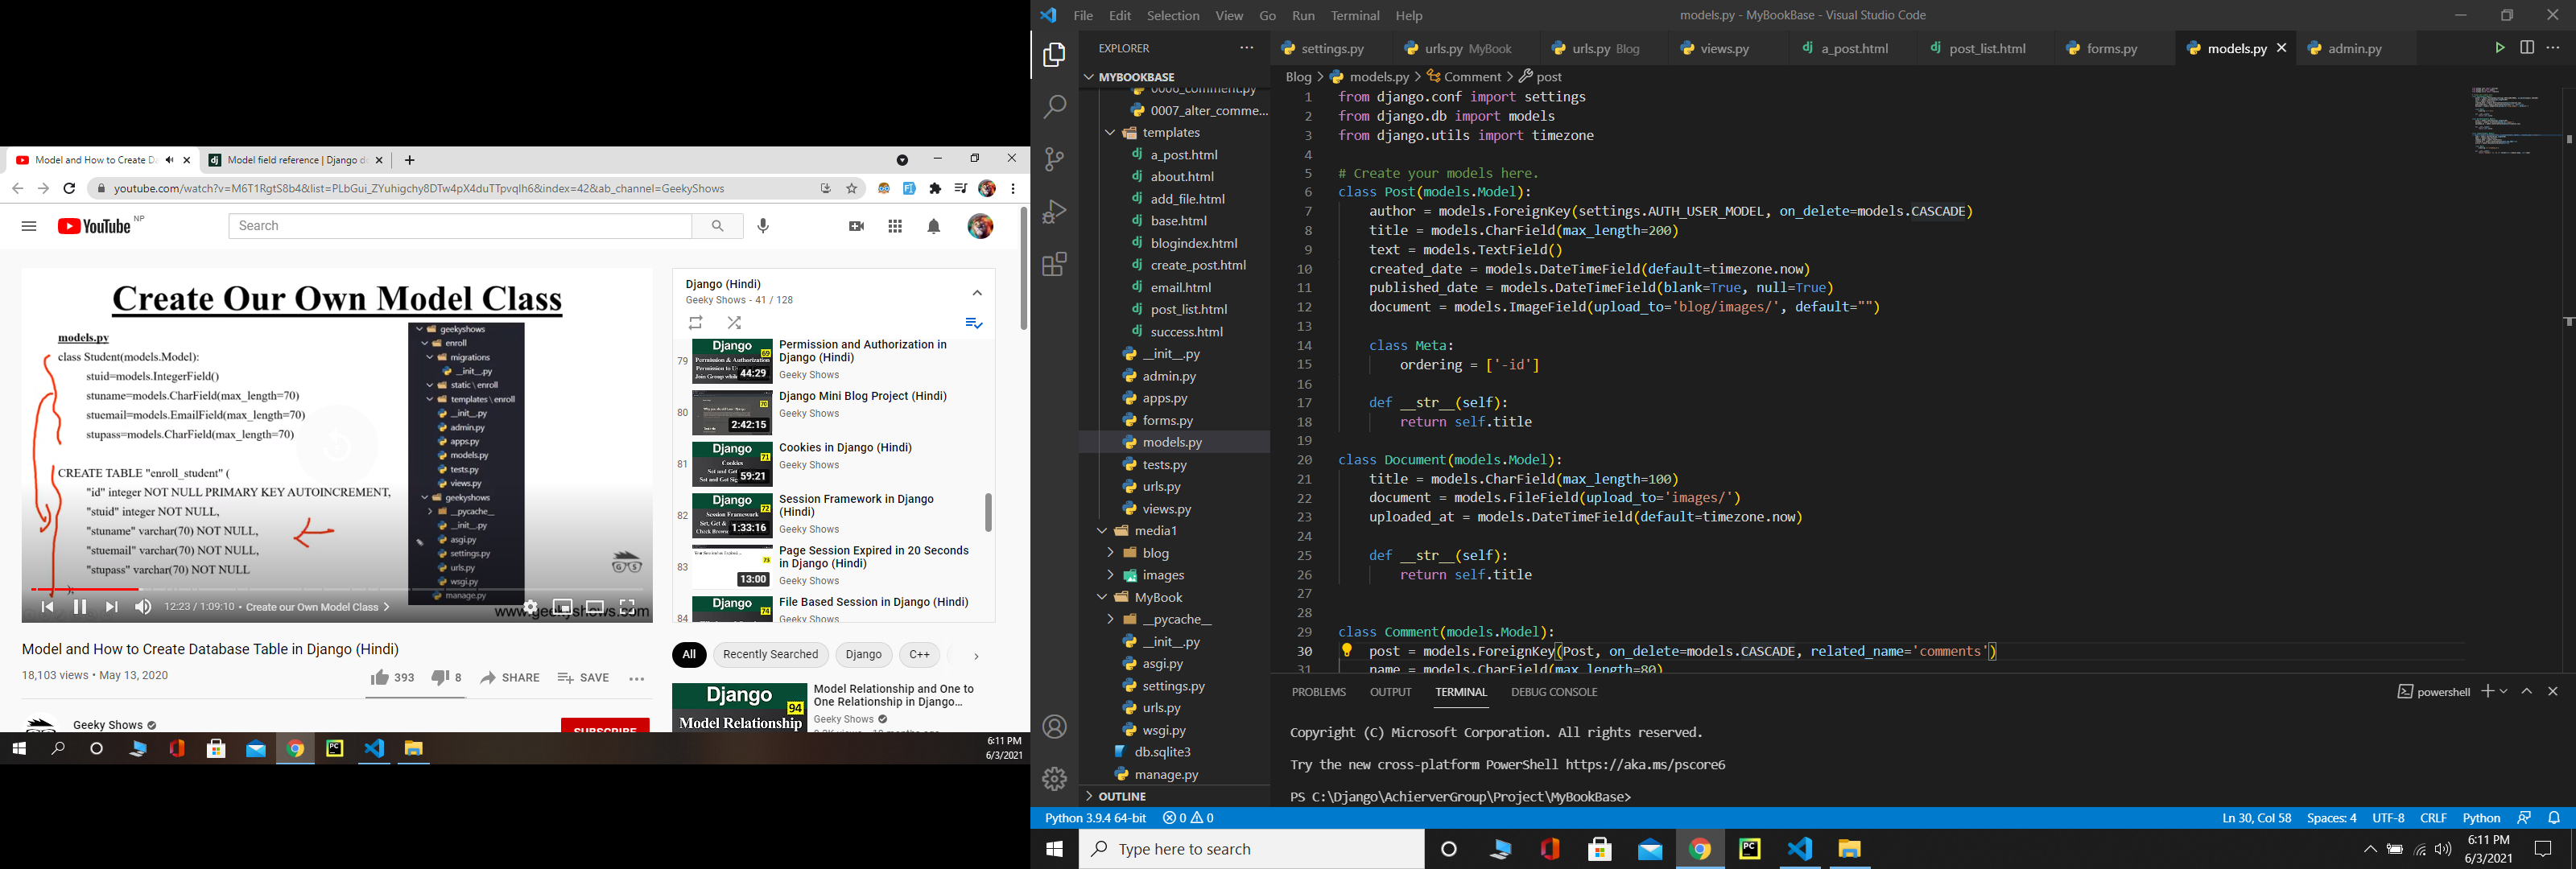 Model and How to Create Da
Model field reference | Django d
youtube.com/watch?v=M6T1RgtS8b4&list=PLbGui_ZYuhigchy8DTw4pX4duTTpvqlh6&index=42&ab_channel=GeekyShows
YouTube NP
Search
Create Our Own Model Class
models.py
class Student(models.Model):
stuid=models.IntegerField()
stuname=models.CharField(max_length=70)
stuemail=models.EmailField(max_length=70)
stupass=models.CharField(max_length=70)
CREATE TABLE "enroll_student" (
"id" integer NOT NULL PRIMARY KEY AUTOINCREMENT,
"stuid" integer NOT NULL,
"stuname" varchar(70) NOT NULL,
"stuemail" varchar(70) NOT NULL,
"stupass" varchar(70) NOT NULL
);
geekyshows
enroll
migrations
__init__.py
static \ enroll
templates \ enroll
__init__.py
admin.py
apps.py
models.py
tests.py
views.py
geekyshows
__pycache__
__init__.py
asgi.py
settings.py
urls.py
wsgi.py
manage.py
GS
www.geekyshows.com
12:23 / 1:09:10 • Create our Own Model Class
Model and How to Create Database Table in Django (Hindi)
18,103 views • May 13, 2020
393
8
SHARE
SAVE
Geeky Shows
SUBSCRIBE
Django (Hindi)
Geeky Shows - 41 / 128
79
Django
69
44:29
Permission and Authorization in Django (Hindi)
Geeky Shows
80
70
2:42:15
Django Mini Blog Project (Hindi)
Geeky Shows
81
Django
Cookies
71
59:21
Cookies in Django (Hindi)
Geeky Shows
82
Django
Session Framework
72
1:33:16
Session Framework in Django (Hindi)
Geeky Shows
83
73
13:00
Page Session Expired in 20 Seconds in Django (Hindi)
Geeky Shows
84
Django
74
File Based Session in Django (Hindi)
Geeky Shows
All
Recently Searched
Django
C++
Django
94
Model Relationship
Model Relationship and One to One Relationship in Django...
Geeky Shows
6:11 PM
6/3/2021
File Edit Selection View Go Run Terminal Help
models.py - MyBookBase - Visual Studio Code
EXPLORER
MYBOOKBASE
0006_comment.py
0007_alter_comme...
templates
a_post.html
about.html
add_file.html
base.html
blogindex.html
create_post.html
email.html
post_list.html
success.html
__init__.py
admin.py
apps.py
forms.py
models.py
tests.py
urls.py
views.py
media1
blog
images
MyBook
__pycache__
__init__.py
asgi.py
settings.py
urls.py
wsgi.py
db.sqlite3
manage.py
OUTLINE
settings.py
urls.py MyBook
urls.py Blog
views.py
a_post.html
post_list.html
forms.py
models.py
admin.py
Blog > models.py > Comment > post
1 from django.conf import settings
2 from django.db import models
3 from django.utils import timezone
4
5 # Create your models here.
6 class Post(models.Model):
7 author = models.ForeignKey(settings.AUTH_USER_MODEL, on_delete=models.CASCADE)
8 title = models.CharField(max_length=200)
9 text = models.TextField()
10 created_date = models.DateTimeField(default=timezone.now)
11 published_date = models.DateTimeField(blank=True, null=True)
12 document = models.ImageField(upload_to='blog/images/', default="")
13
14 class Meta:
15 ordering = ['-id']
16
17 def __str__(self):
18 return self.title
19
20 class Document(models.Model):
21 title = models.CharField(max_length=100)
22 document = models.FileField(upload_to='images/')
23 uploaded_at = models.DateTimeField(default=timezone.now)
24
25 def __str__(self):
26 return self.title
27
28
29 class Comment(models.Model):
30 post = models.ForeignKey(Post, on_delete=models.CASCADE, related_name='comments')
31 name = models.CharField(max_length=80)
PROBLEMS OUTPUT TERMINAL DEBUG CONSOLE
powershell
Copyright (C) Microsoft Corporation. All rights reserved.
Try the new cross-platform PowerShell https://aka.ms/pscore6
PS C:\Django\AchierverGroup\Project\MyBookBase>
Python 3.9.4 64-bit
0
0
Ln 30, Col 58
Spaces: 4
UTF-8
CRLF
Python
Type here to search
6:11 PM
6/3/2021